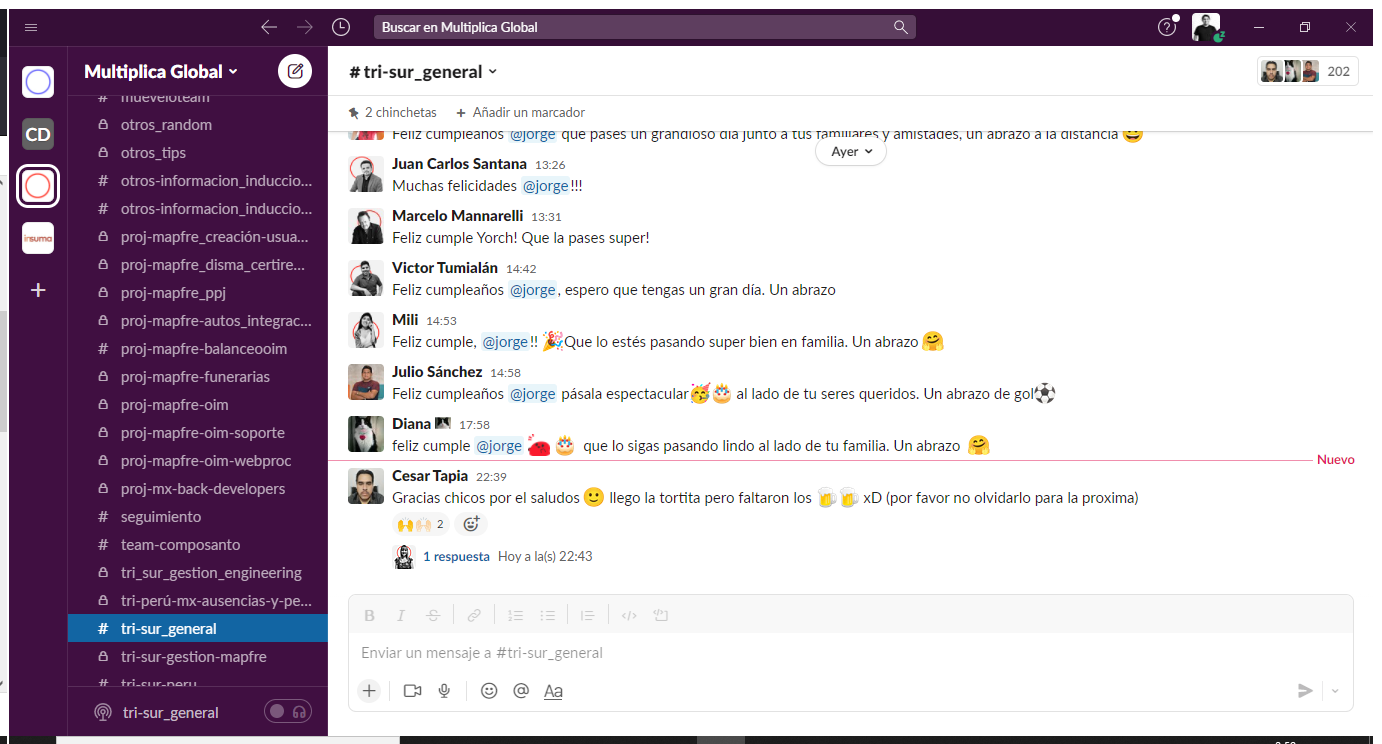 Buscar en Multiplica Global
Multiplica Global
mueveloteam
otros_random
otros_tips
CD
otros-informacion_induccio...
otros-informacion_induccio...
proj-mapfre_creación-usua...
insuma
proj-mapfre_disma_certire...
proj-mapfre_ppj
proj-mapfre-autos_integrac...
# proj-mapfre-balanceooim
proj-mapfre-funerarias
proj-mapfre-oim
proj-mapfre-oim-soporte
proj-mapfre-oim-webproc
proj-mx-back-developers
# seguimiento
# team-composanto
tri_sur_gestion_engineering
tri-perú-mx-ausencias-y-pe...
# tri-sur_general
tri-sur-gestion-mapfre
# tri-sur-peru
tri-sur_general
# tri-sur_general
202
2 chinchetas + Añadir un marcador
Feliz cumpleaños @jorge que pases un grandioso día junto a tus familiares y amistades, un abrazo a la distancia 😄
Ayer
Juan Carlos Santana 13:26
Muchas felicidades @jorge!!!
Marcelo Mannarelli 13:31
Feliz cumple Yorch! Que la pases super!
Victor Tumialán 14:42
Feliz cumpleaños @jorge, espero que tengas un gran día. Un abrazo
Mili 14:53
Feliz cumple, @jorge!! 🎉Que lo estés pasando super bien en familia. Un abrazo 🤗
Julio Sánchez 14:58
Feliz cumpleaños @jorge pásala espectacular🥳 🎂 al lado de tu seres queridos. Un abrazo de gol⚽
Diana 17:58
feliz cumple @jorge 🎂 que lo sigas pasando lindo al lado de tu familia. Un abrazo 🤗
Nuevo
Cesar Tapia 22:39
Gracias chicos por el saludos 🙂 llego la tortita pero faltaron los 🍻 🍻 xD (por favor no olvidarlo para la proxima)
2
1 respuesta Hoy a la(s) 22:43
B I S
Enviar un mensaje a #tri-sur_general
+ @ Aa